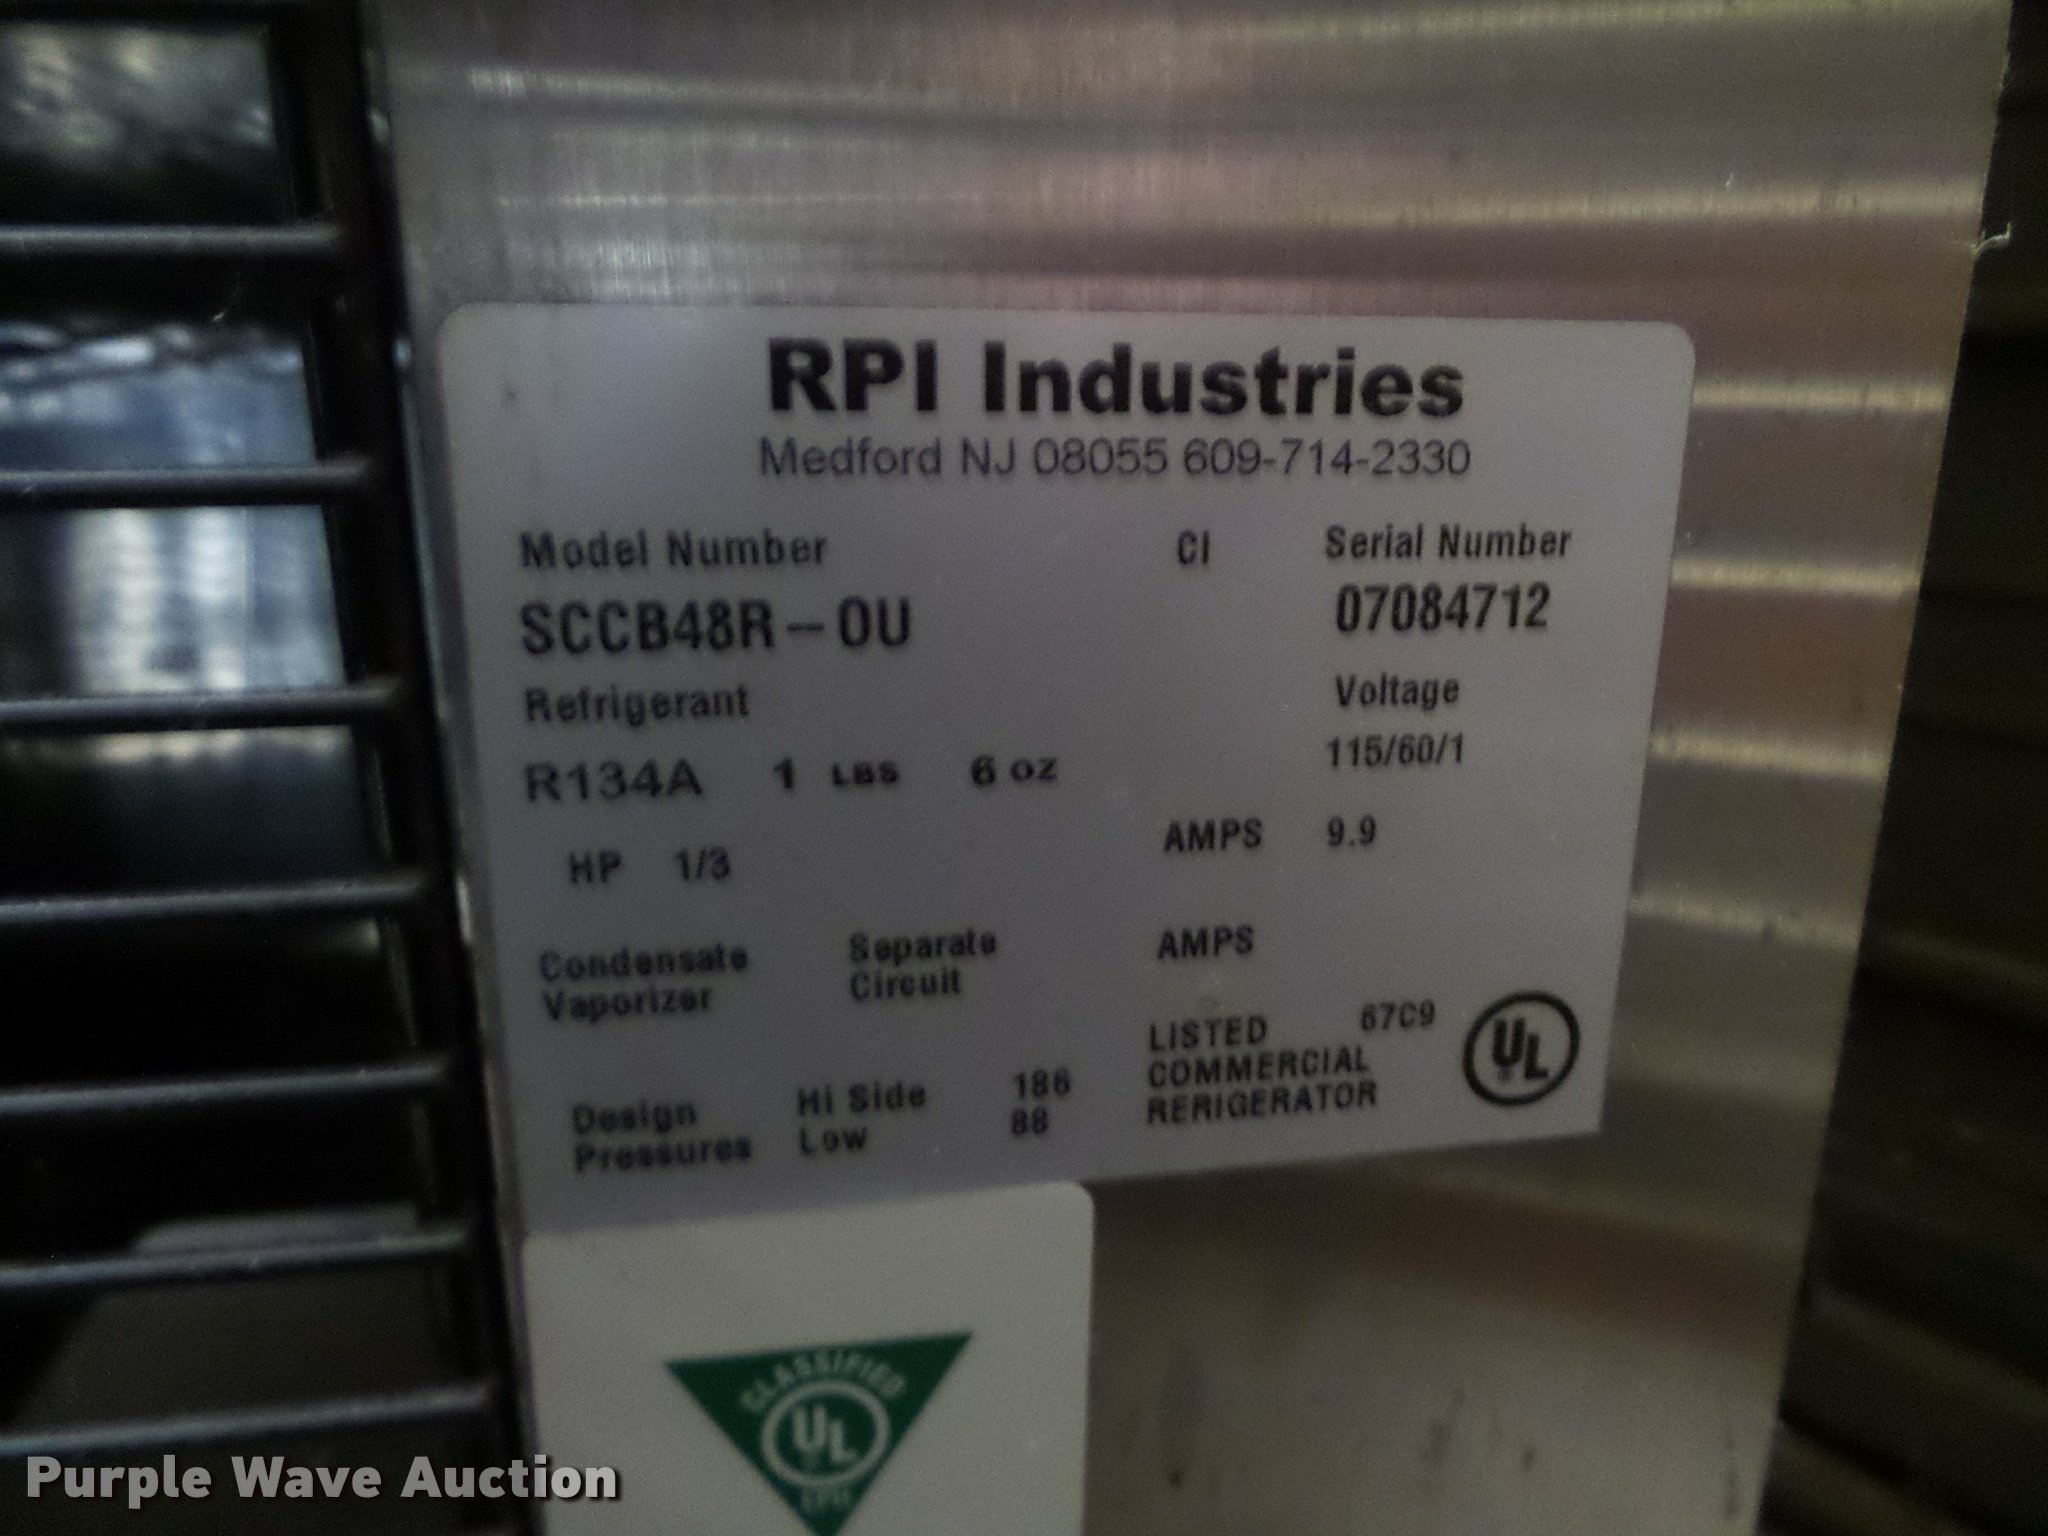 RPI Industries
Medford NJ 08055 609-714-2330
Model Number CI Serial Number
SCCB48R-OU 07084712
Refrigerant Voltage
R134A 1 LBS 6 OZ 115/60/1
HP 1/3 AMPS 9.9
Condensate Vaporizer Separate Circuit AMPS
LISTED 67C9
COMMERCIAL
RERIGERATOR
UL
Design Pressures Hi Side 186
Low 88
CLASSIFIED
UL
EPH
Purple Wave Auction